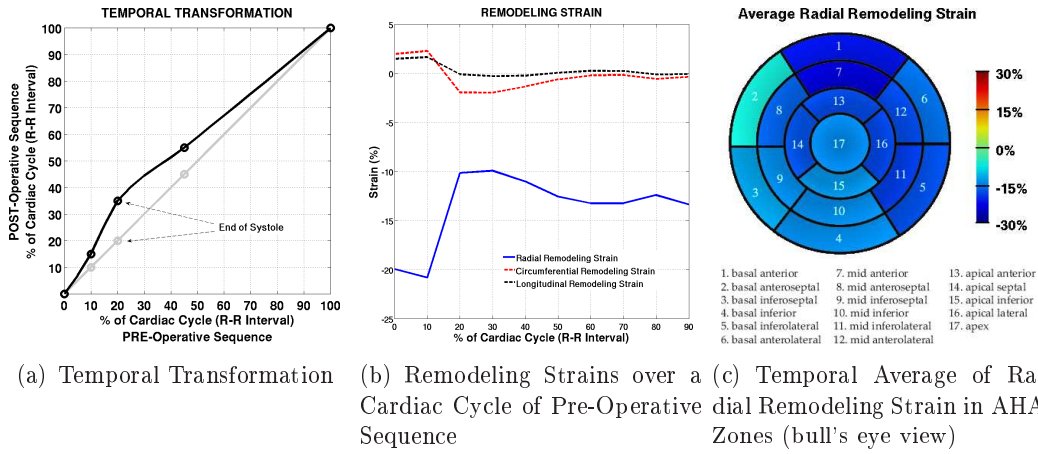 TEMPORAL TRANSFORMATION
POST-Operative Sequence
% of Cardiac Cycle (R-R Interval)
100
90
80
70
60
50
40
30
20
10
End of Systole
0 10 20 30 40 50 60 70 80 90 100
% of Cardiac Cycle (R-R Interval)
PRE-Operative Sequence
(a) Temporal Transformation
REMODELING STRAIN
Strain (%)
5
0
-5
-10
-15
-20
-25
Radial Remodeling Strain
Circumferential Remodeling Strain
Longitudinal Remodeling Strain
0 10 20 30 40 50 60 70 80 90
% of Cardiac Cycle (R-R Interval)
(b) Remodeling Strains over a
Cardiac Cycle of Pre-Operative
Sequence
Average Radial Remodeling Strain
1
7
2
13
6
8
12
14
17
16
3
9
15
11
5
10
4
30%
15%
0%
-15%
-30%
1. basal anterior
2. basal anteroseptal
3. basal inferoseptal
4. basal inferior
5. basal inferolateral
6. basal anterolateral
7. mid anterior
8. mid anteroseptal
9. mid inferoseptal
10. mid inferior
11. mid inferolateral
12. mid anterolateral
13. apical anterior
14. apical septal
15. apical inferior
16. apical lateral
17. apex
(c) Temporal Average of Ra-
dial Remodeling Strain in AHA
Zones (bull's eye view)